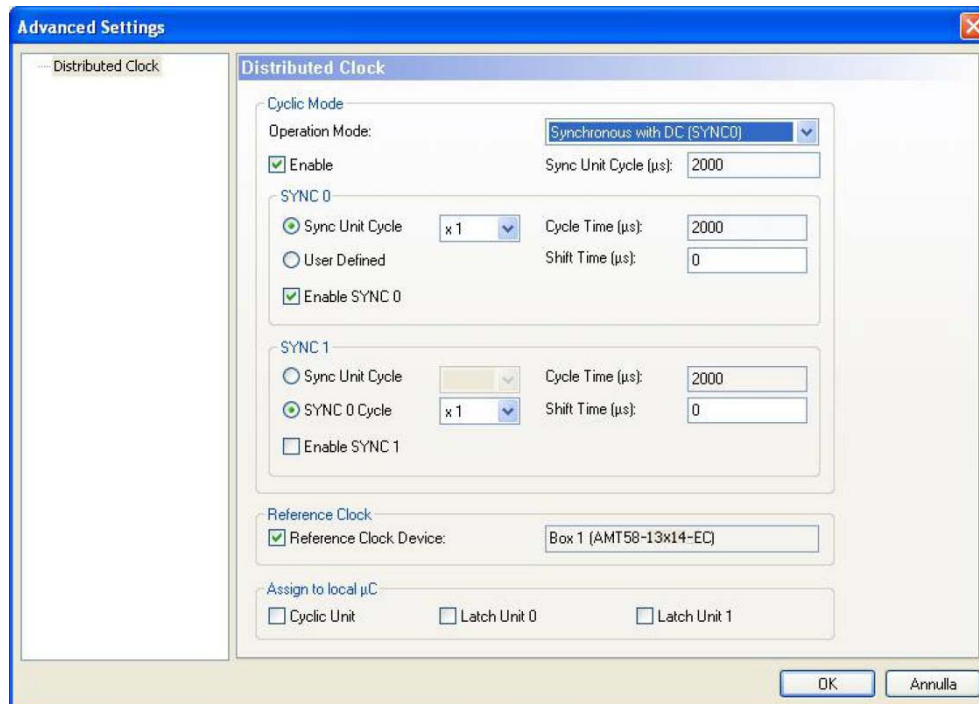 Advanced Settings
Distributed Clock
Distributed Clock
Cyclic Mode
Operation Mode: Synchronous with DC (SYNC0)
Enable Sync Unit Cycle (µs): 2000
SYNC 0
Sync Unit Cycle x 1 Cycle Time (µs): 2000
User Defined Shift Time (µs): 0
Enable SYNC 0
SYNC 1
Sync Unit Cycle Cycle Time (µs): 2000
SYNC 0 Cycle x 1 Shift Time (µs): 0
Enable SYNC 1
Reference Clock
Reference Clock Device: Box 1 (AMT58-13x14-EC)
Assign to local µC
Cyclic Unit Latch Unit 0 Latch Unit 1
OK Annulla